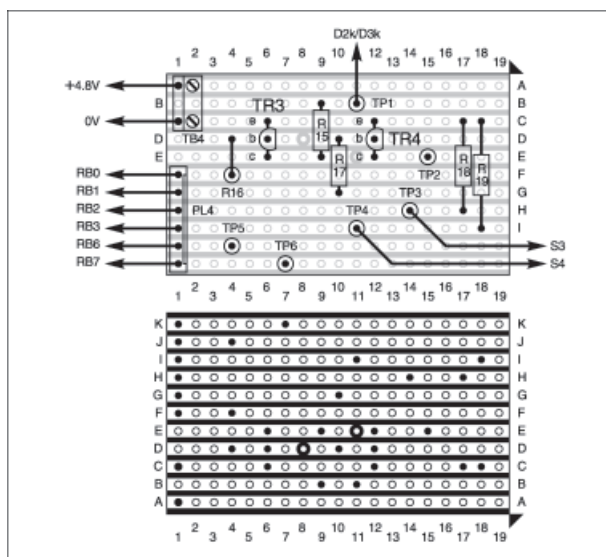 D2k/D3k
1 2 3 4 5 6 7 8 9 10 11 12 13 14 15 16 17 18 19
+4.8V A
B TR3 TP1 B
0V e R15 e C
TB4 D b b TR4 D
E c R17 c TP2 R18 R19 E
RB0 F
RB1 R16 G
RB2 PL4 TP3 H
RB3 TP5 TP4 I
RB6 TP6 S3
RB7 S4
1 2 3 4 5 6 7 8 9 10 11 12 13 14 15 16 17 18 19
K K
J J
I I
H H
G G
F F
E E
D D
C C
B B
A A
1 2 3 4 5 6 7 8 9 10 11 12 13 14 15 16 17 18 19